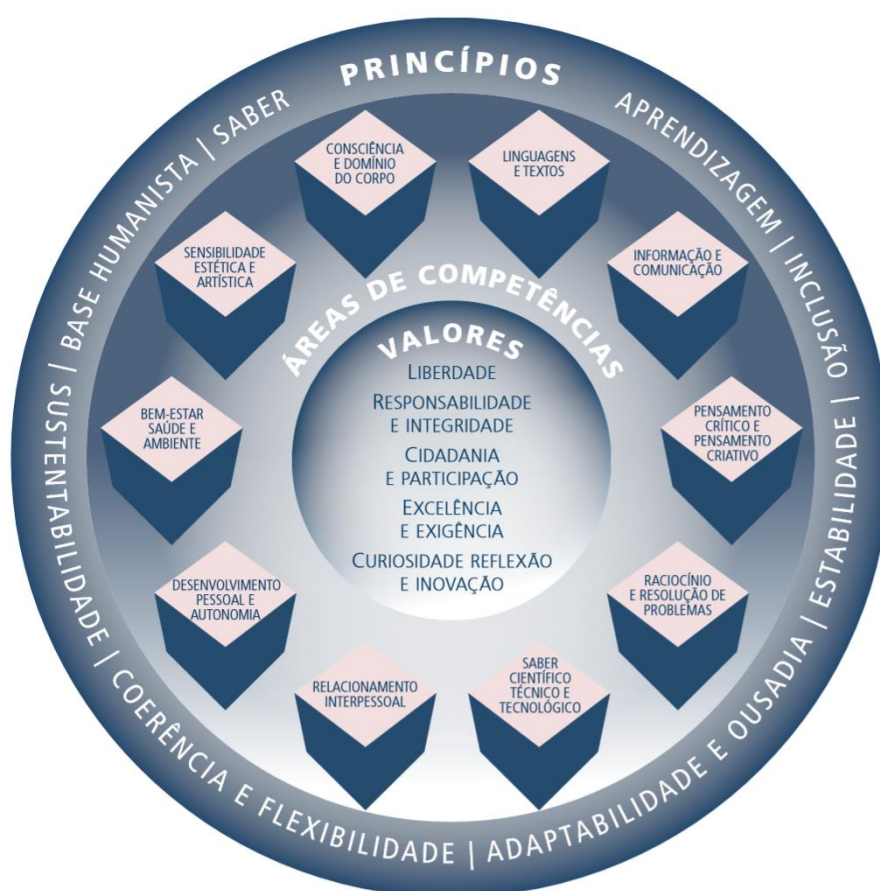 PRINCÍPIOS
APRENDIZAGEM | INCLUSÃO | ESTABILIDADE | ADAPTABILIDADE E OUSADIA | COERÊNCIA E FLEXIBILIDADE | SUSTENTABILIDADE | BASE HUMANISTA | SABER
LINGUAGENS
E TEXTOS
INFORMAÇÃO E
COMUNICAÇÃO
PENSAMENTO
CRÍTICO E
PENSAMENTO
CRIATIVO
RACIOCÍNIO
E RESOLUÇÃO DE
PROBLEMAS
SABER
CIENTÍFICO
TÉCNICO E
TECNOLÓGICO
RELACIONAMENTO
INTERPESSOAL
DESENVOLVIMENTO
PESSOAL E
AUTONOMIA
BEM-ESTAR
SAÚDE E
AMBIENTE
SENSIBILIDADE
ESTÉTICA E
ARTÍSTICA
CONSCIÊNCIA
E DOMÍNIO
DO CORPO
ÁREAS DE COMPETÊNCIAS
VALORES
LIBERDADE
RESPONSABILIDADE
E INTEGRIDADE
CIDADANIA
E PARTICIPAÇÃO
EXCELÊNCIA
E EXIGÊNCIA
CURIOSIDADE REFLEXÃO
E INOVAÇÃO